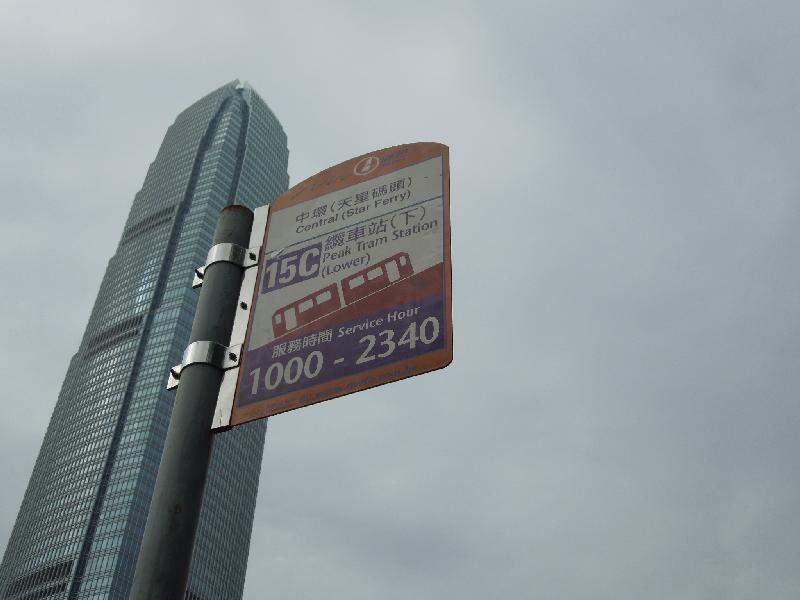 中環(天星碼頭)
Central (Star Ferry)
15C
纜車站(下)
Peak Tram Station
(Lower)
服務時間 Service Hour
1000 - 2340